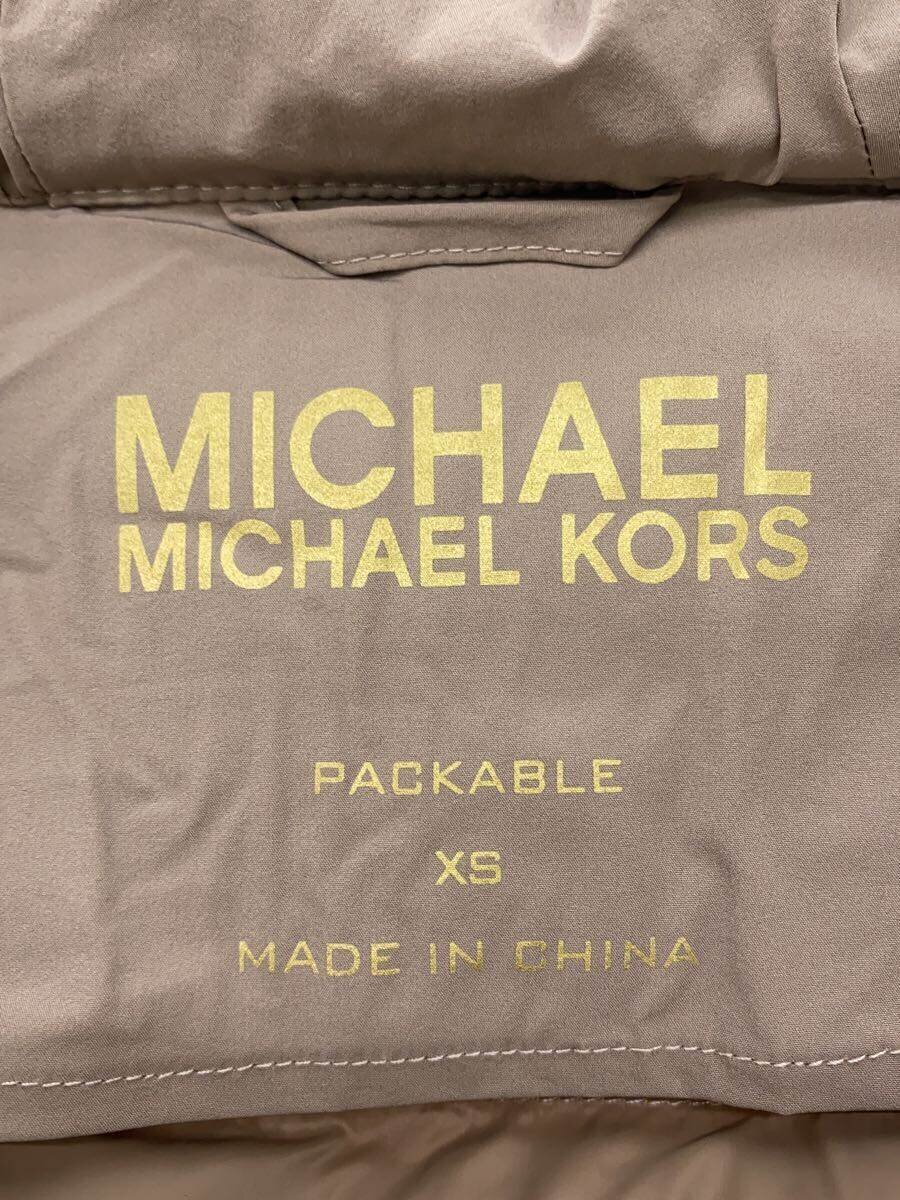 MICHAEL
MICHAEL KORS
PACKABLE
XS
MADE IN CHINA